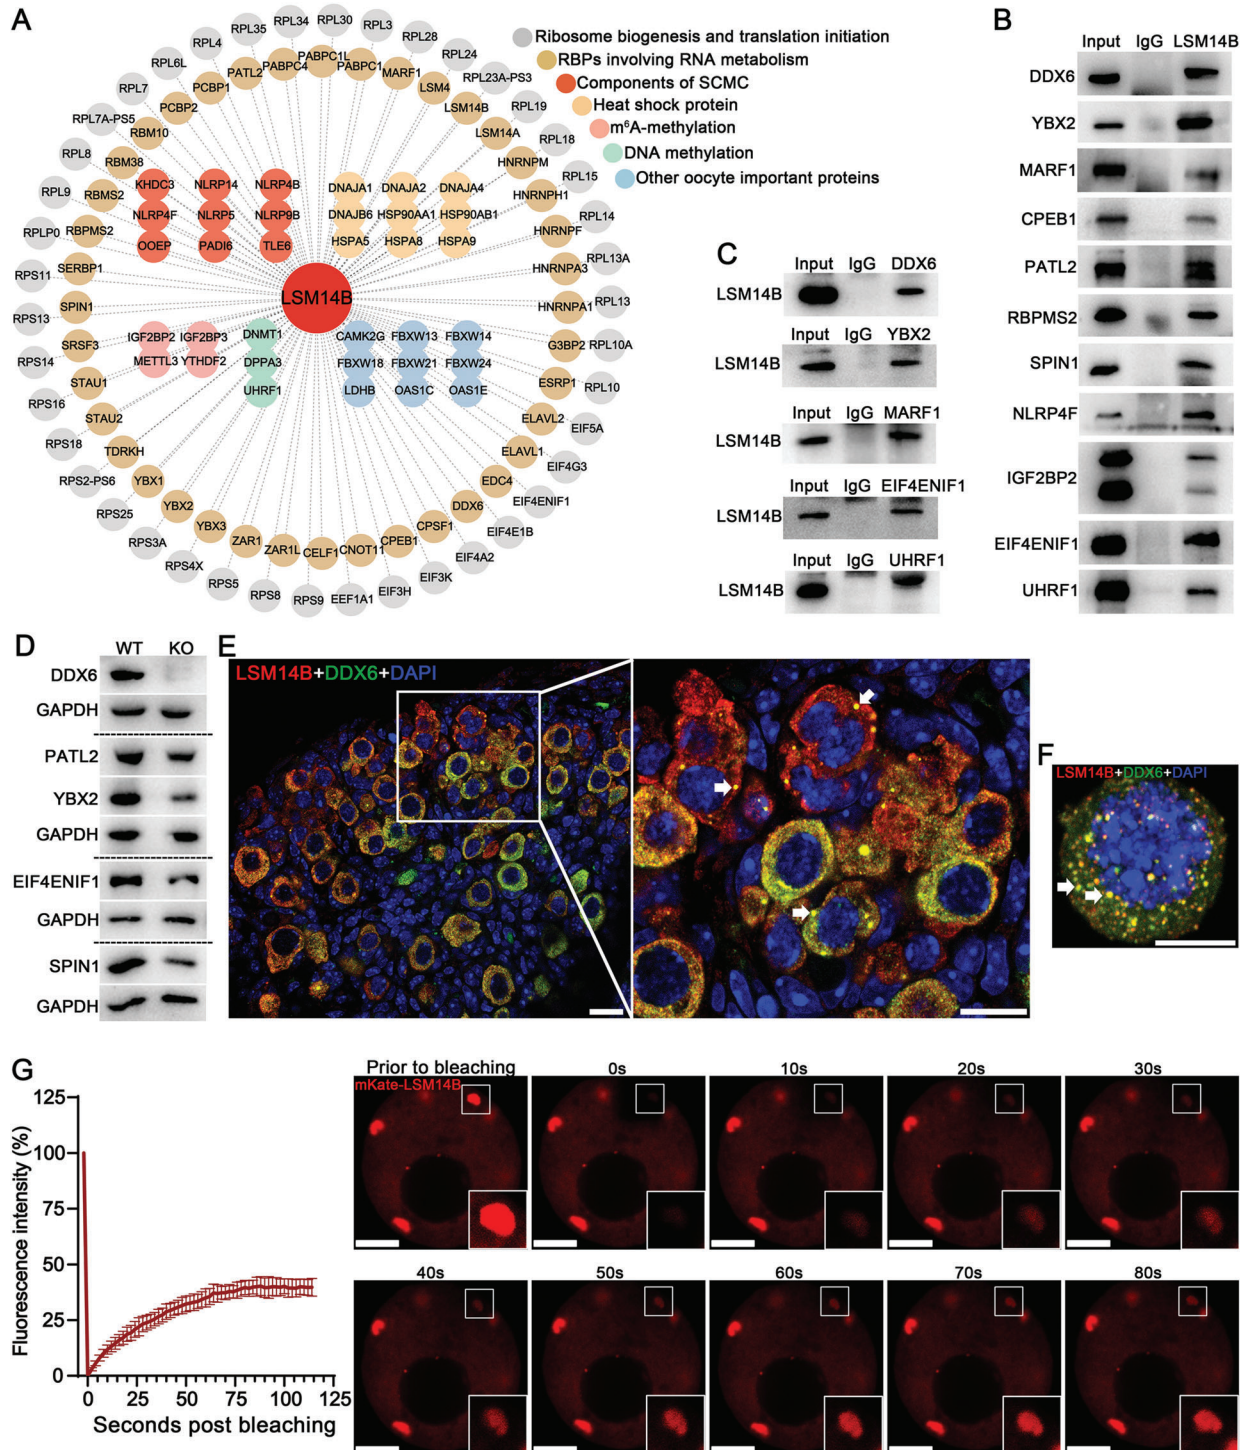 A
RPL30
RPL34
RPL3
RPL35
RPL28
RPL4
RPL24
RPL6L
RPL23A-PS3
RPL7
RPL19
RPL7A-PS5
RPL18
RPL8
RPL15
RPL9
RPL14
RPLP0
RPL13A
RPS11
RPL13
RPS13
RPL10A
RPS14
RPL10
RPS16
EIF5A
RPS18
EIF4G3
RPS2-PS6
EIF4ENIF1
RPS25
EIF4E1B
RPS3A
EIF4A2
RPS4X
EIF3K
RPS5
EIF3H
RPS8
EEF1A1
RPS9
PABPC1L
PABPC4
PABPC1
PATL2
MARF1
PCBP1
LSM4
PCBP2
LSM14B
RBM10
LSM14A
RBM38
HNRNPM
RBMS2
HNRNPH1
RBPMS2
HNRNPF
SERBP1
HNRNPA3
SPIN1
HNRNPA1
SRSF3
G3BP2
STAU1
ESRP1
STAU2
ELAVL2
TDRKH
ELAVL1
YBX1
EDC4
YBX2
DDX6
YBX3
CPSF1
ZAR1
CPEB1
ZAR1L
CNOT11
CELF1
KHDC3 NLRP14 NLRP4B
NLRP4F NLRP5 NLRP9B
OOEP PADI6 TLE6
DNAJA1 DNAJA2 DNAJA4
DNAJB6 HSP90AA1 HSP90AB1
HSPA5 HSPA8 HSPA9
LSM14B
IGF2BP2 IGF2BP3
METTL3 YTHDF2
DNMT1
DPPA3
UHRF1
CAMK2G FBXW13 FBXW14
FBXW18 FBXW21 FBXW24
LDHB OAS1C OAS1E
Ribosome biogenesis and translation initiation
RBPs involving RNA metabolism
Components of SCMC
Heat shock protein
m⁶A-methylation
DNA methylation
Other oocyte important proteins
B
Input IgG LSM14B
DDX6
YBX2
MARF1
CPEB1
PATL2
RBPMS2
SPIN1
NLRP4F
IGF2BP2
EIF4ENIF1
UHRF1
C
Input IgG DDX6
LSM14B
Input IgG YBX2
LSM14B
Input IgG MARF1
LSM14B
Input IgG EIF4ENIF1
LSM14B
Input IgG UHRF1
LSM14B
D
WT KO
DDX6
GAPDH
PATL2
YBX2
GAPDH
EIF4ENIF1
GAPDH
SPIN1
GAPDH
E
LSM14B+DDX6+DAPI
F
LSM14B+DDX6+DAPI
G
Fluorescence intensity (%)
125
100
75
50
25
0
0 25 50 75 100 125
Seconds post bleaching
Prior to bleaching 0s 10s 20s 30s
mKate-LSM14B
40s 50s 60s 70s 80s